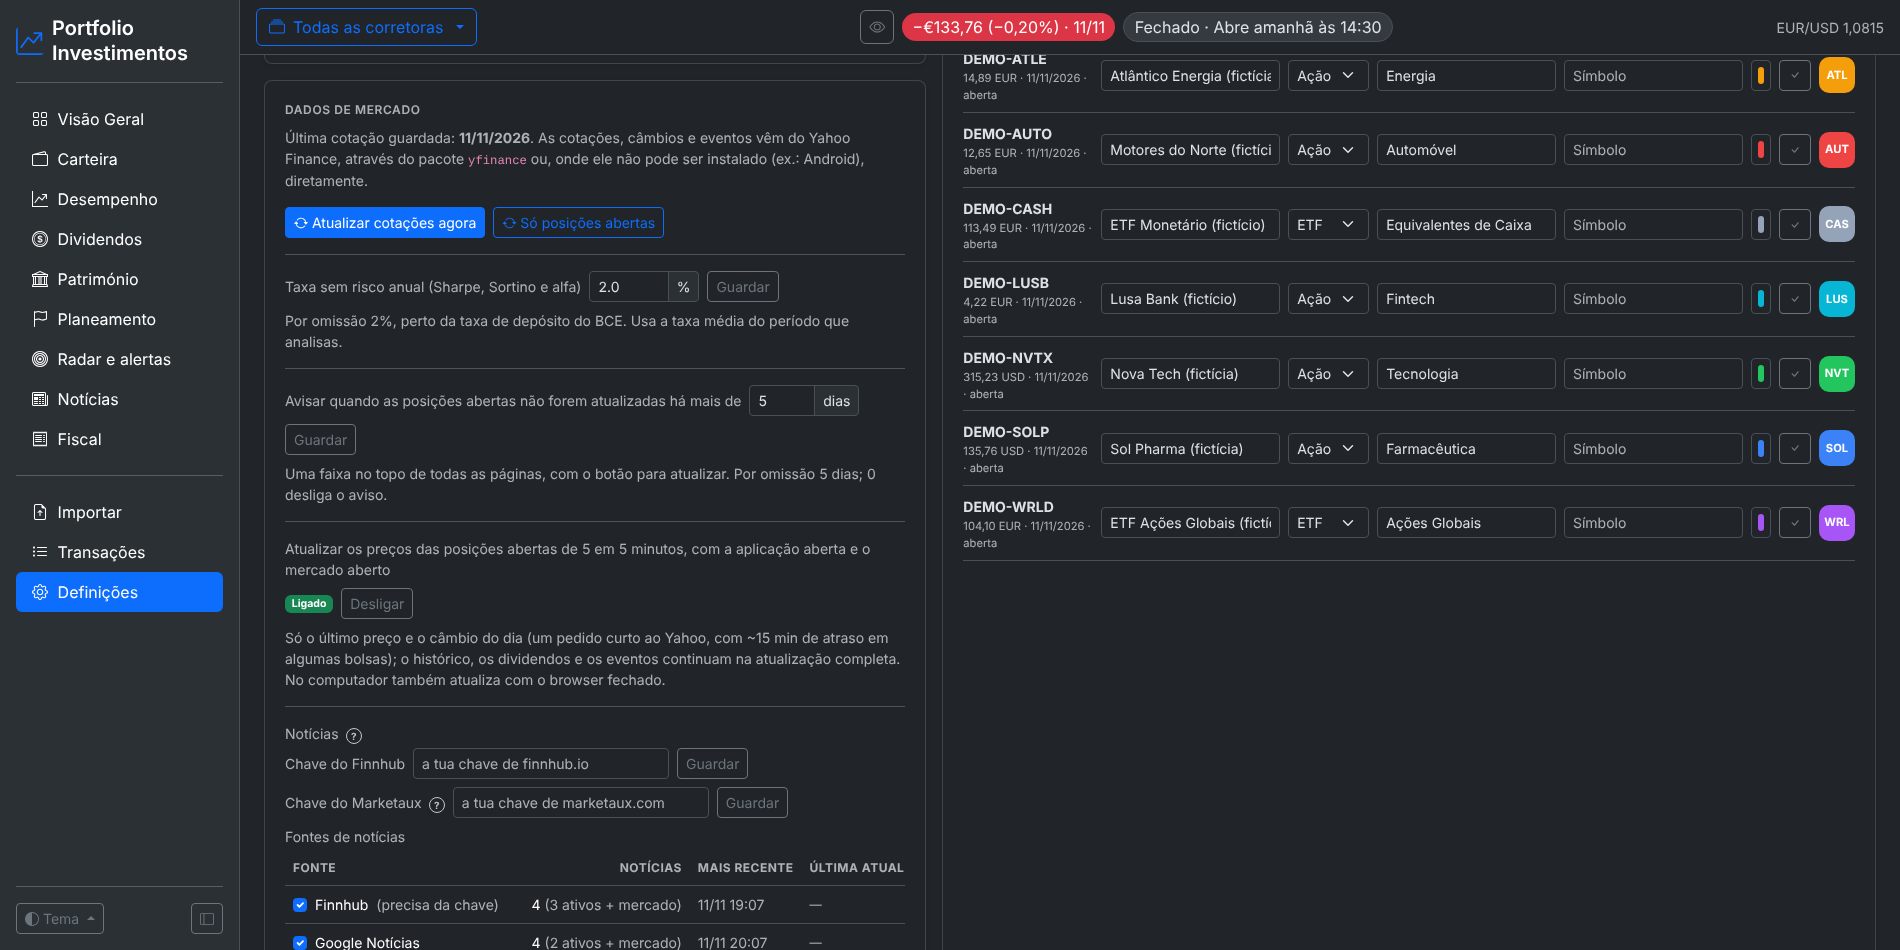 Portfolio
Investimentos
Visão Geral
Carteira
Desempenho
Dividendos
Património
Planeamento
Radar e alertas
Notícias
Fiscal
Importar
Transações
Definições
Tema
Todas as corretoras
−€133,76 (−0,20%) · 11/11
Fechado · Abre amanhã às 14:30
EUR/USD 1,0815
DADOS DE MERCADO
Última cotação guardada: 11/11/2026. As cotações, câmbios e eventos vêm do Yahoo
Finance, através do pacote yfinance ou, onde ele não pode ser instalado (ex.: Android),
diretamente.
Atualizar cotações agora
Só posições abertas
Taxa sem risco anual (Sharpe, Sortino e alfa) 2.0 % Guardar
Por omissão 2%, perto da taxa de depósito do BCE. Usa a taxa média do período que
analisas.
Avisar quando as posições abertas não forem atualizadas há mais de 5 dias
Guardar
Uma faixa no topo de todas as páginas, com o botão para atualizar. Por omissão 5 dias; 0
desliga o aviso.
Atualizar os preços das posições abertas de 5 em 5 minutos, com a aplicação aberta e o
mercado aberto
Ligado Desligar
Só o último preço e o câmbio do dia (um pedido curto ao Yahoo, com ~15 min de atraso em
algumas bolsas); o histórico, os dividendos e os eventos continuam na atualização completa.
No computador também atualiza com o browser fechado.
Notícias ?
Chave do Finnhub a tua chave de finnhub.io Guardar
Chave do Marketaux ? a tua chave de marketaux.com Guardar
Fontes de notícias
FONTE NOTÍCIAS MAIS RECENTE ÚLTIMA ATUAL
Finnhub (precisa da chave) 4 (3 ativos + mercado) 11/11 19:07 —
Google Notícias 4 (2 ativos + mercado) 11/11 20:07 —
DEMO-ATLE
14,89 EUR · 11/11/2026 ·
aberta
Atlântico Energia (fictícia Ação Energia Símbolo ATL
DEMO-AUTO
12,65 EUR · 11/11/2026 ·
aberta
Motores do Norte (fictíci Ação Automóvel Símbolo AUT
DEMO-CASH
113,49 EUR · 11/11/2026 ·
aberta
ETF Monetário (fictício) ETF Equivalentes de Caixa Símbolo CAS
DEMO-LUSB
4,22 EUR · 11/11/2026 ·
aberta
Lusa Bank (fictício) Ação Fintech Símbolo LUS
DEMO-NVTX
315,23 USD · 11/11/2026
· aberta
Nova Tech (fictícia) Ação Tecnologia Símbolo NVT
DEMO-SOLP
135,76 USD · 11/11/2026
· aberta
Sol Pharma (fictícia) Ação Farmacêutica Símbolo SOL
DEMO-WRLD
104,10 EUR · 11/11/2026 ·
aberta
ETF Ações Globais (fictí ETF Ações Globais Símbolo WRL